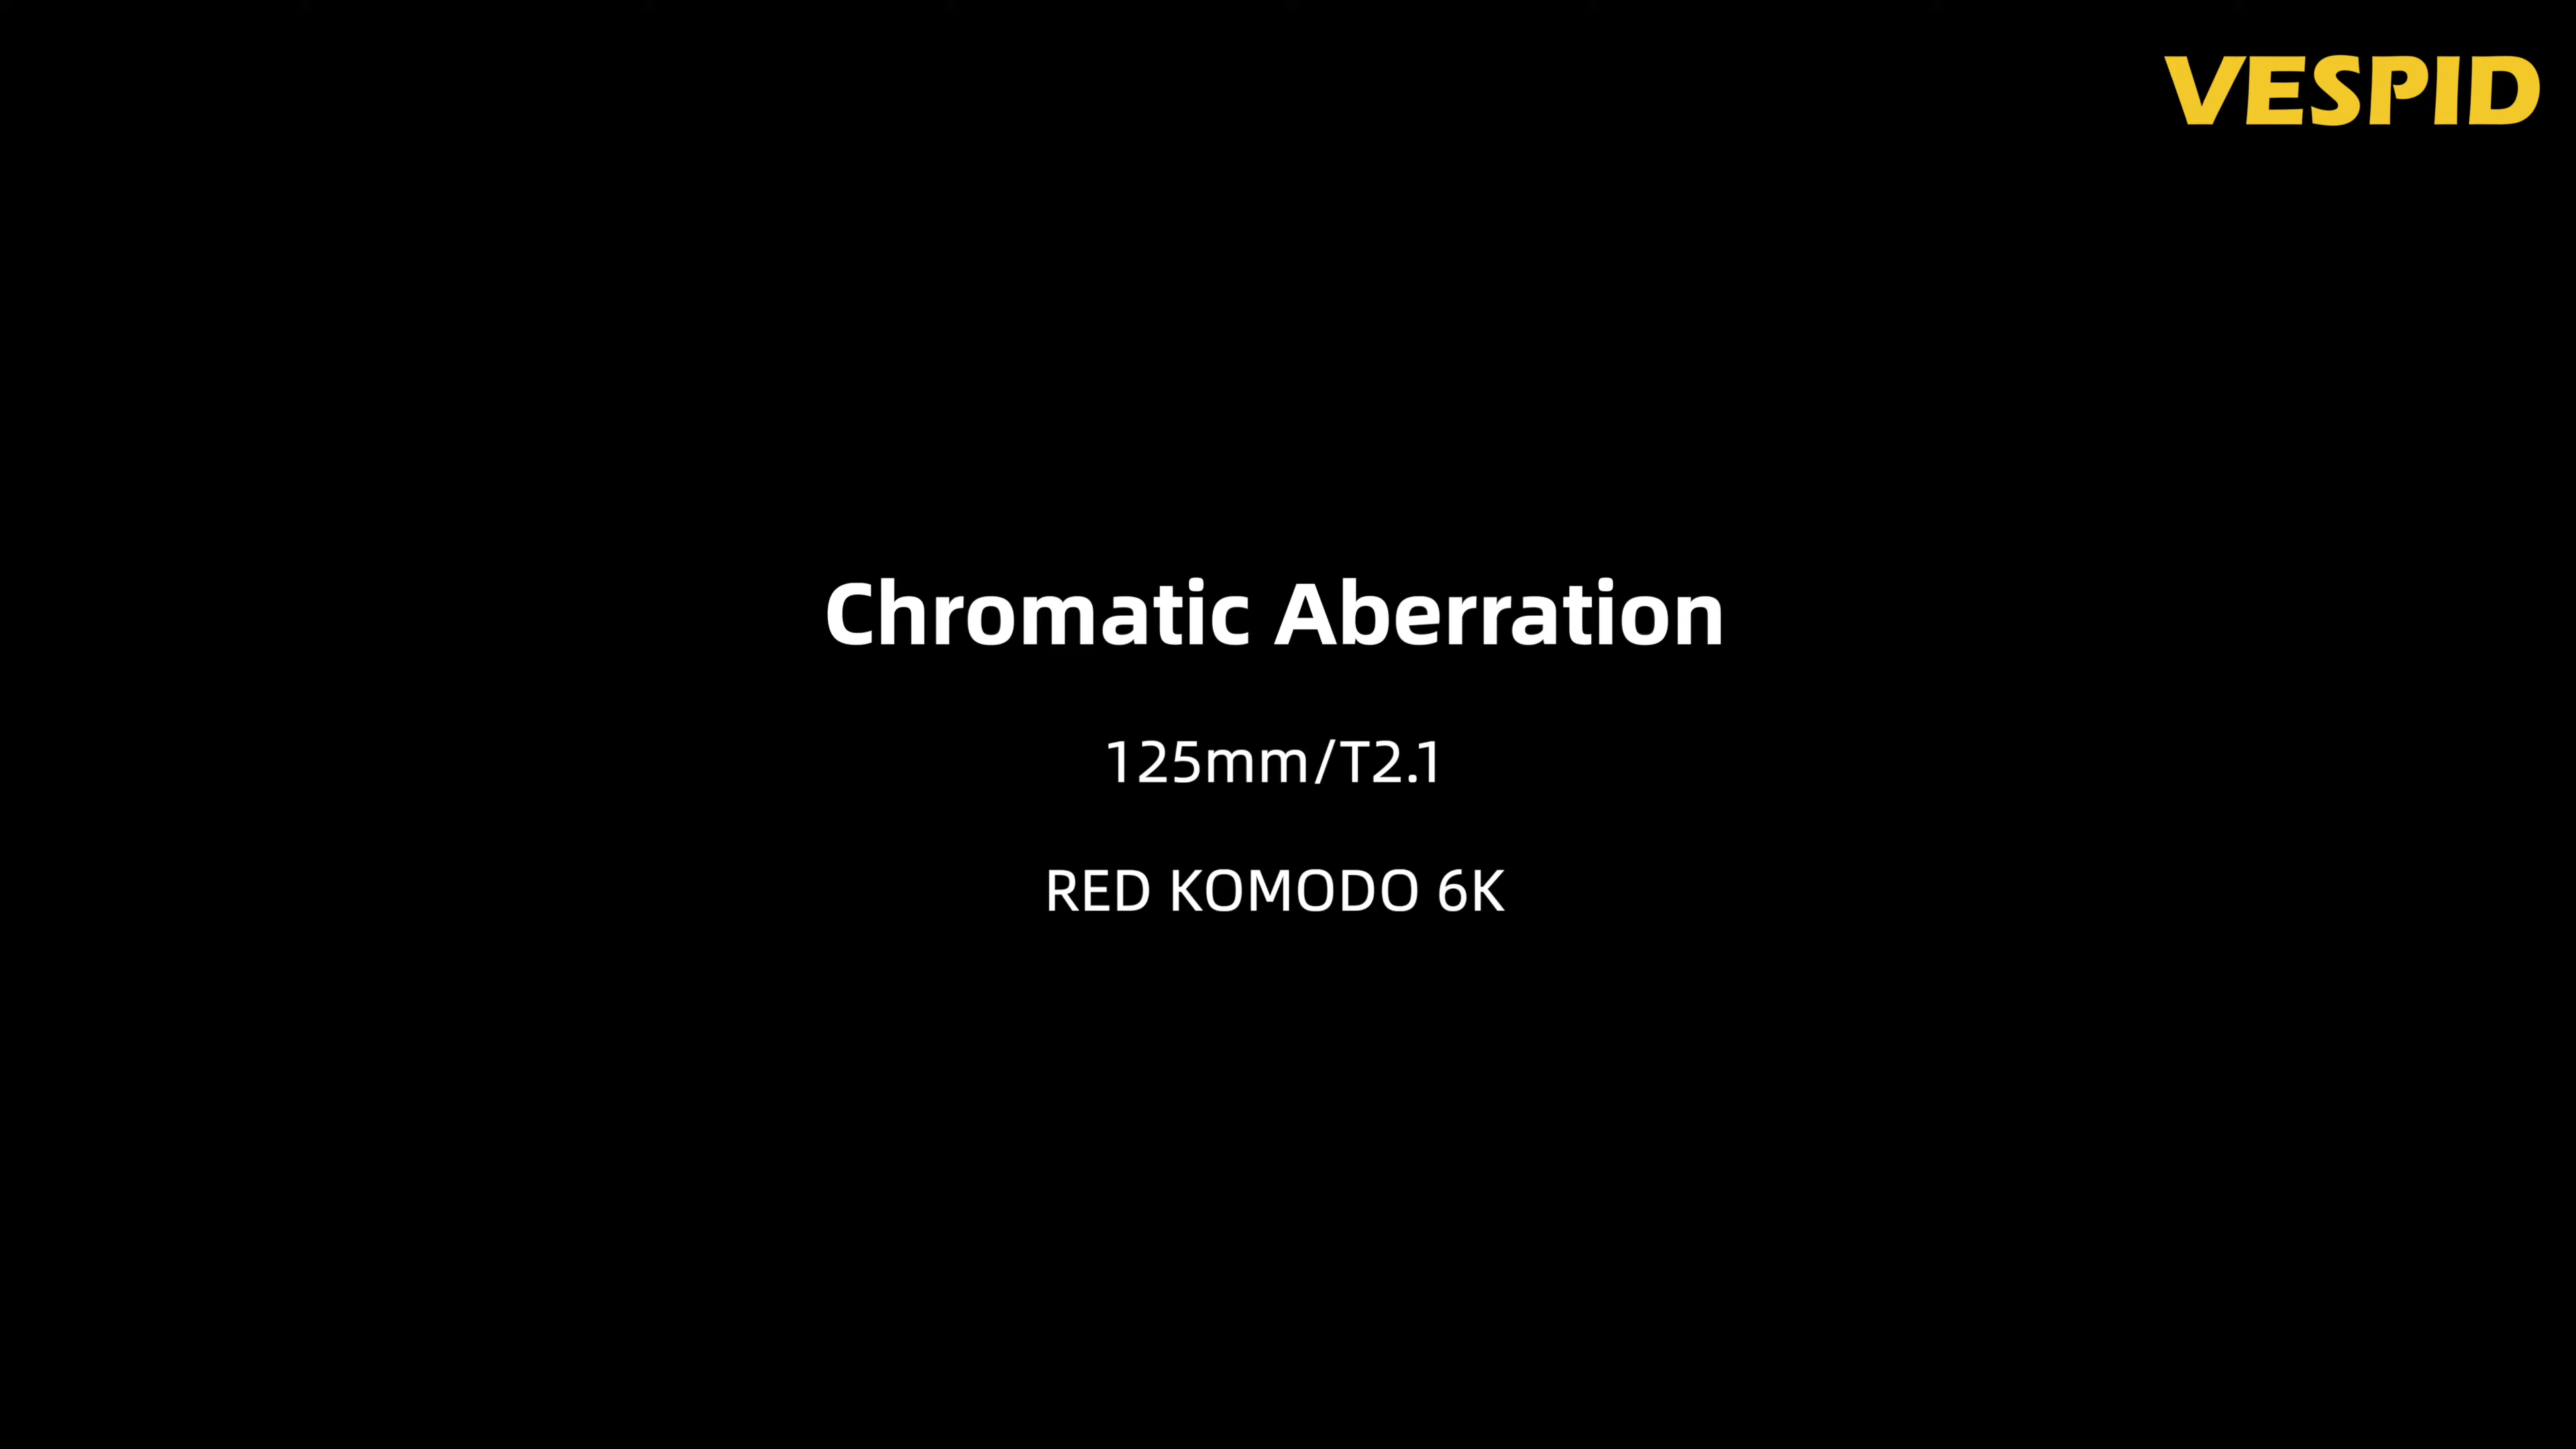 VESPID
Chromatic Aberration
125mm/T2.1
RED KOMODO 6K